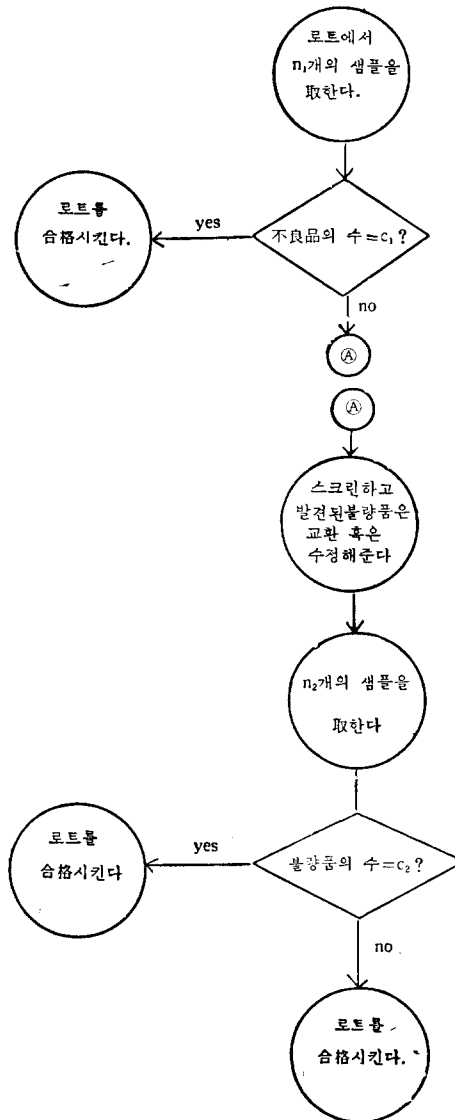 로트에서
n₁개의 샘플을
取한다.
로트를
合格시킨다.
yes
不良品의 수=c₁?
no
Ⓐ
Ⓐ
스크린하고
발견된불량품은
교환 혹은
수정해준다
n₂개의 샘플을
取한다
로트를
合格시킨다
yes
불량품의 수=c₂?
no
로트를
合格시킨다.